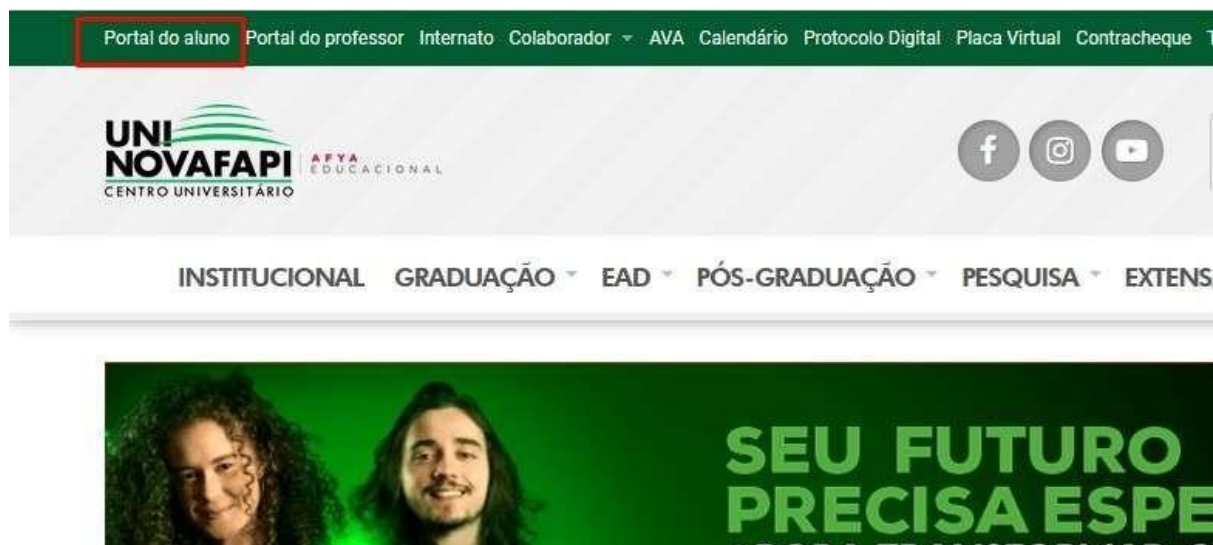 Portal do aluno Portal do professor Internato Colaborador AVA Calendário Protocolo Digital Placa Virtual Contracheque
UNI
NOVAFAPI
CENTRO UNIVERSITÁRIO
AFYA
EDUCACIONAL
INSTITUCIONAL GRADUAÇÃO EAD PÓS-GRADUAÇÃO PESQUISA EXTENS
SEU FUTURO
PRECISA ESPE